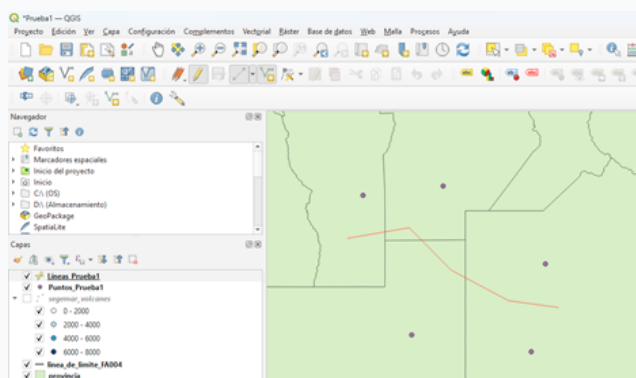 *Prueba1 — QGIS
Proyecto Edición Ver Capa Configuración Complementos Vectorial Ráster Base de datos Web Malla Procesos Ayuda
Navegador
Favoritos
Marcadores espaciales
Inicio del proyecto
Inicio
C:\ (OS)
D:\ (Almacenamiento)
GeoPackage
SpatiaLite
Capas
Lineas_Prueba1
Puntos_Prueba1
segemar_volcanes
0 - 2000
2000 - 4000
4000 - 6000
6000 - 8000
linea_de_limite_FA004
provincia